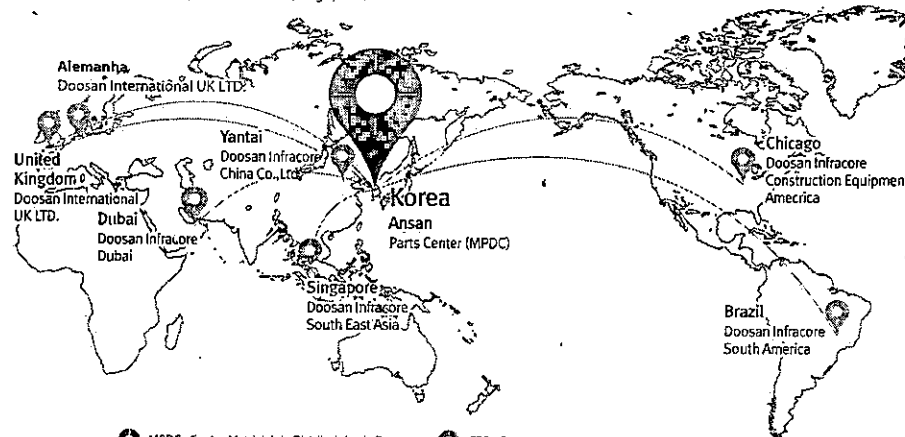 Alemanha
Doosan International UK LTD.
United
Kingdom
Doosan International
UK LTD.
Dubai
Doosan Infracore
Dubai
Yantai
Doosan Infracore
China Co., Ltd
Korea
Ansan
Parts Center (MPDC)
Singapore
Doosan Infracore
South East Asia
Chicago
Doosan Infracore
Construction Equipmen
Amecrica
Brazil
Doosan Infracore
South America
MPDC